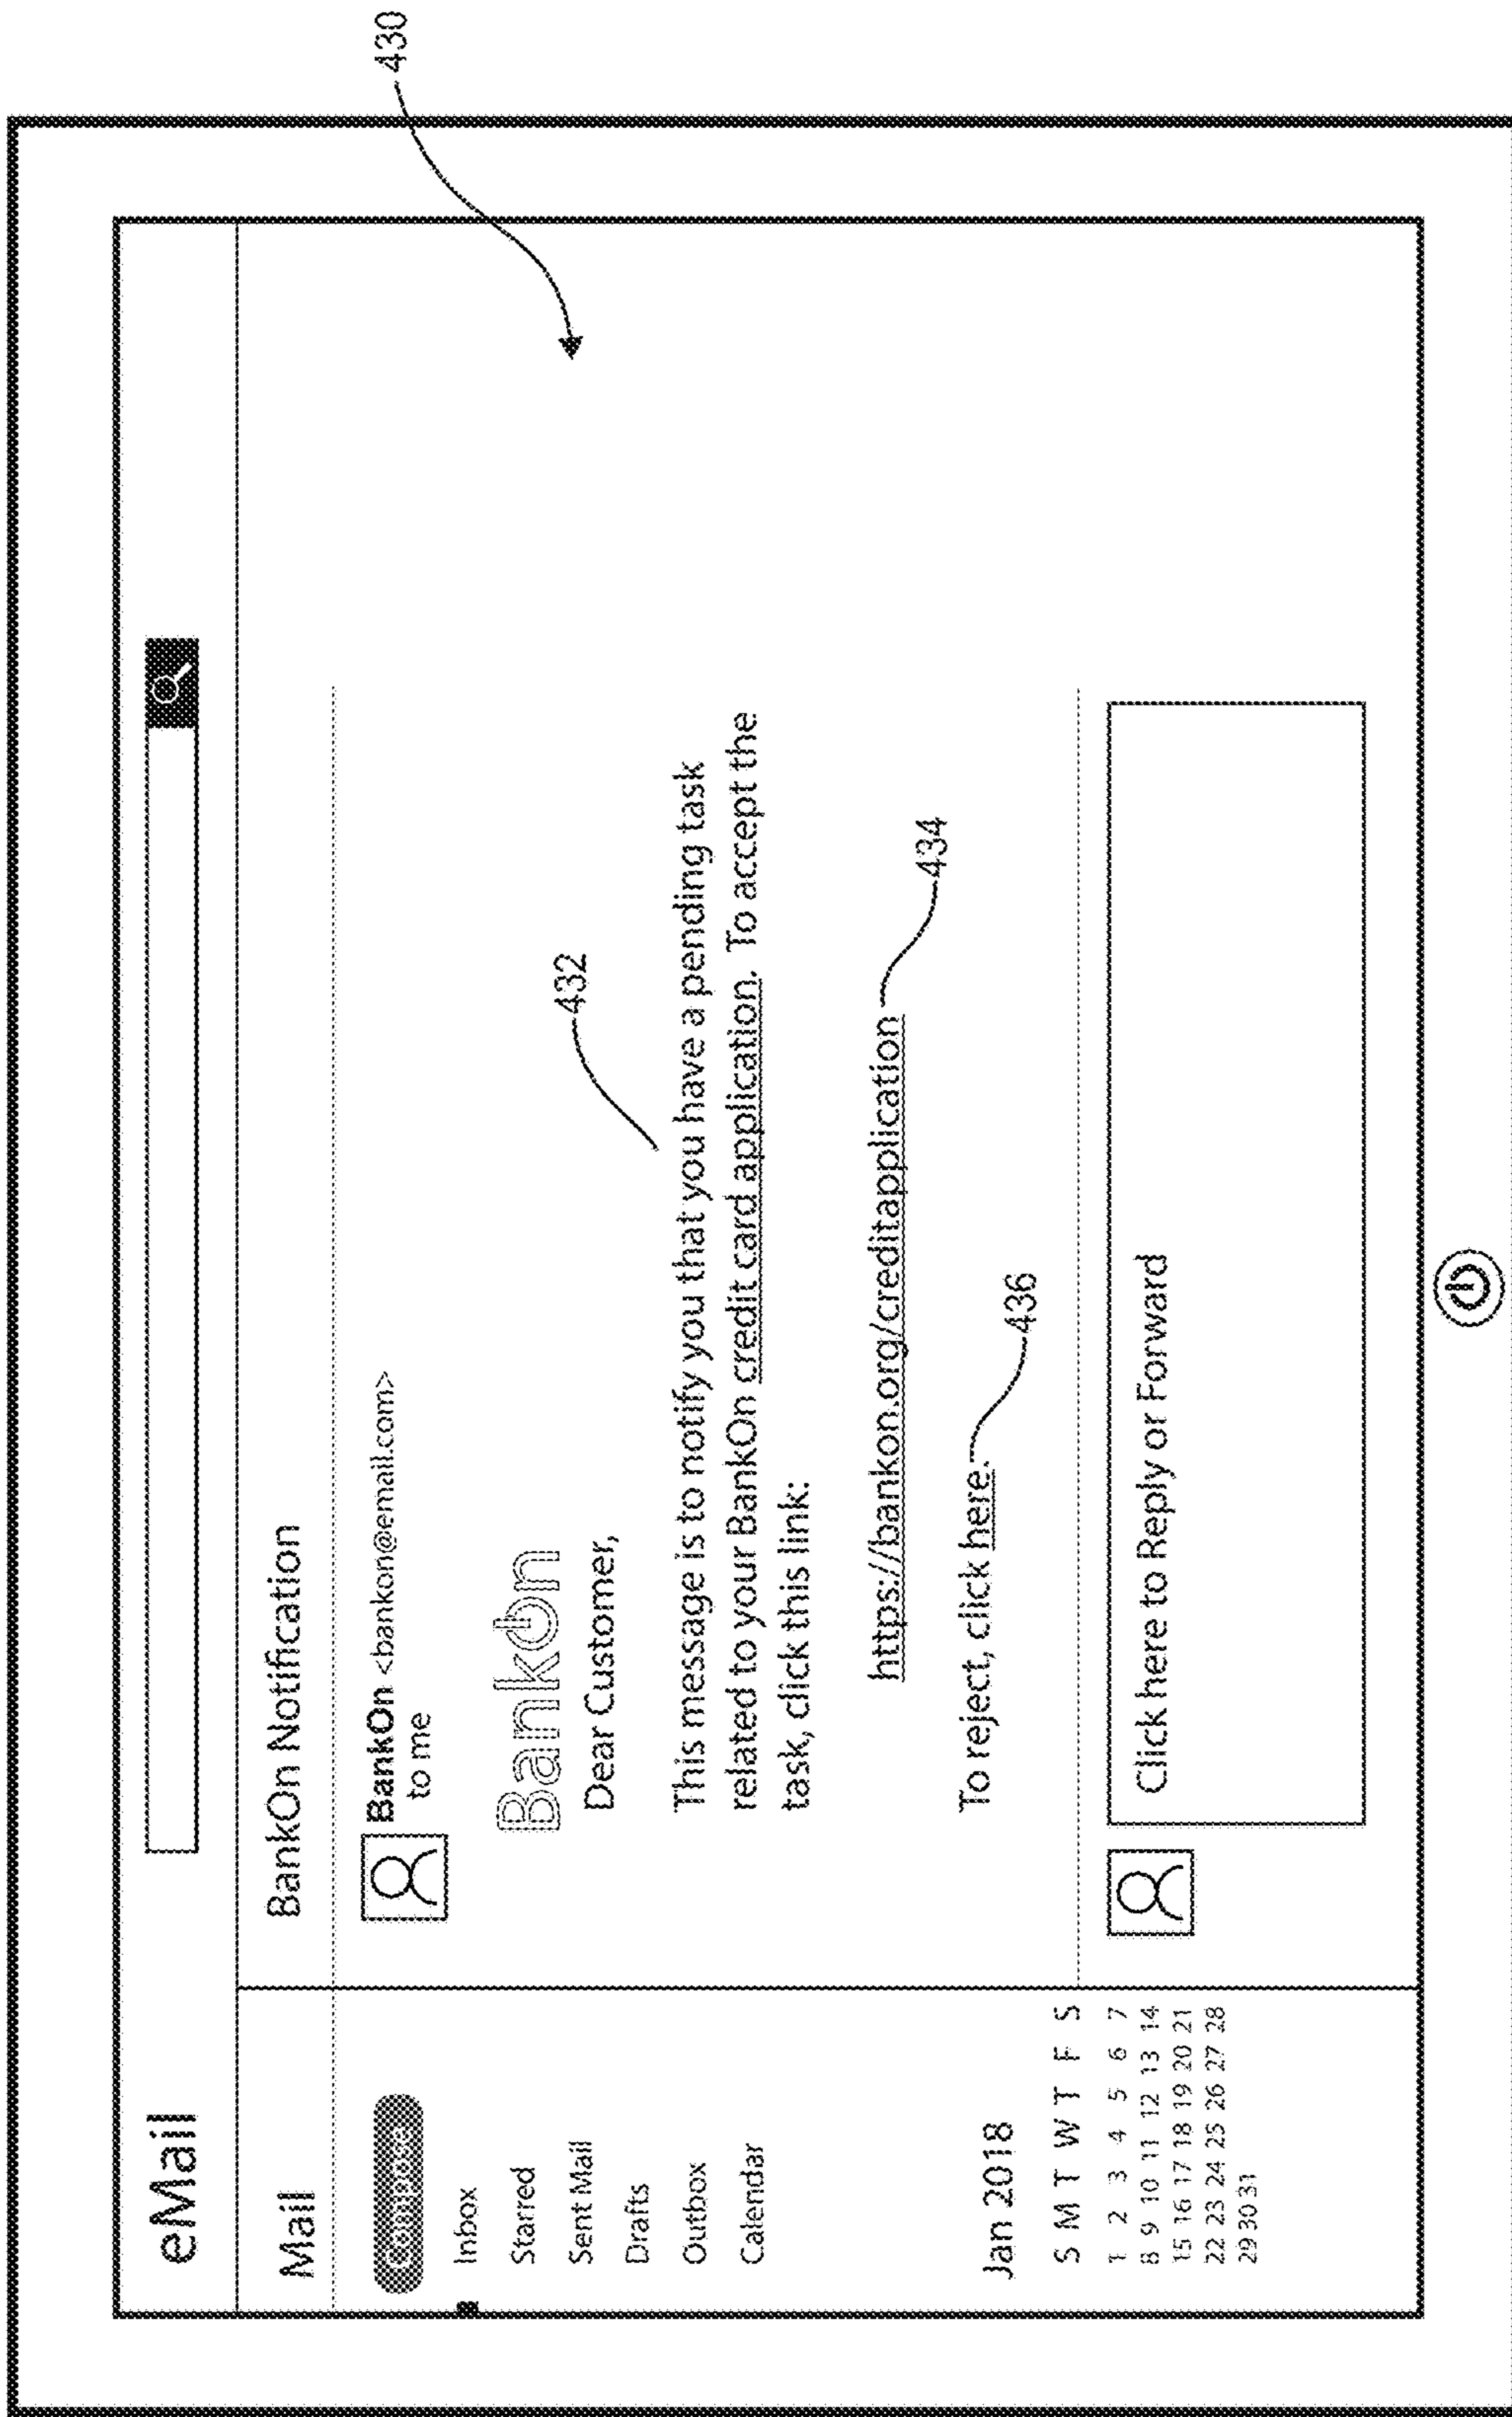 430
eMail
Mail
Compose
Inbox
Starred
Sent Mail
Drafts
Outbox
Calendar
Jan 2018
S M T W T F S
1 2 3 4 5 6 7
8 9 10 11 12 13 14
15 16 17 18 19 20 21
22 23 24 25 26 27 28
29 30 31
BankOn Notification
BankOn <bankon@email.com>
to me
BankOn
Dear Customer,
432
This message is to notify you that you have a pending task
related to your BankOn credit card application. To accept the
task, click this link:
https://bankon.org/creditapplication
434
To reject, click here.
436
Click here to Reply or Forward